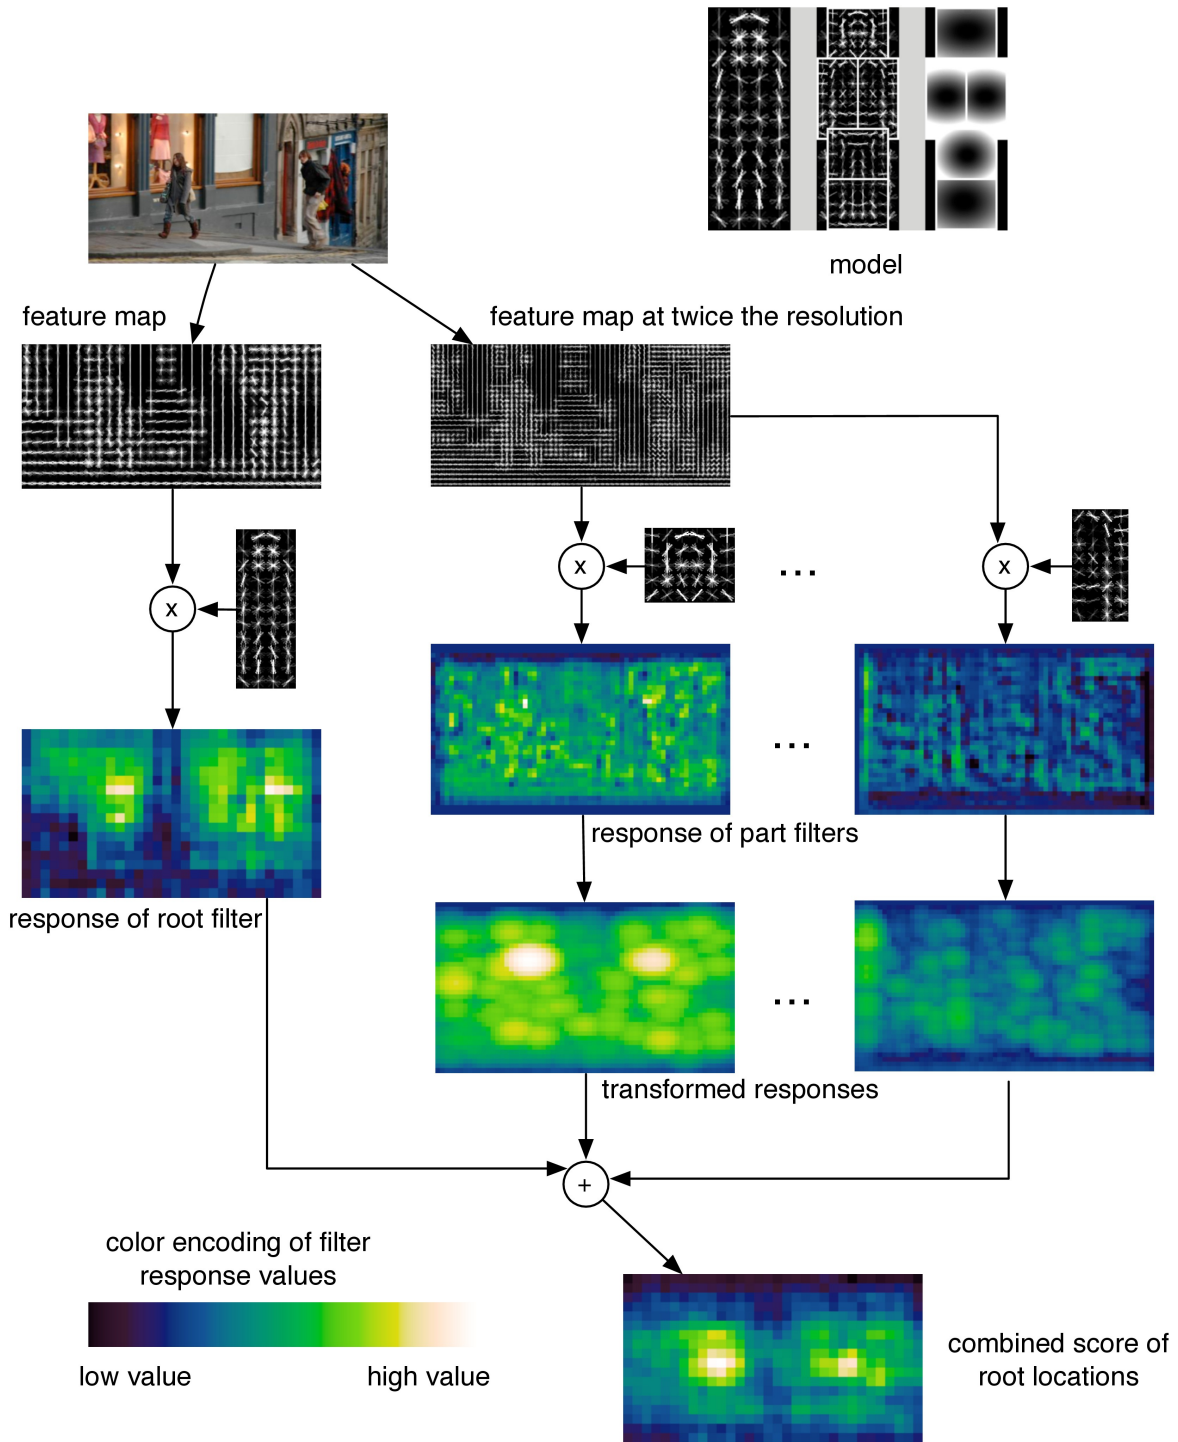 model
feature map
feature map at twice the resolution
x
x
...
x
...
response of part filters
response of root filter
...
transformed responses
+
color encoding of filter
response values
low value
high value
combined score of
root locations